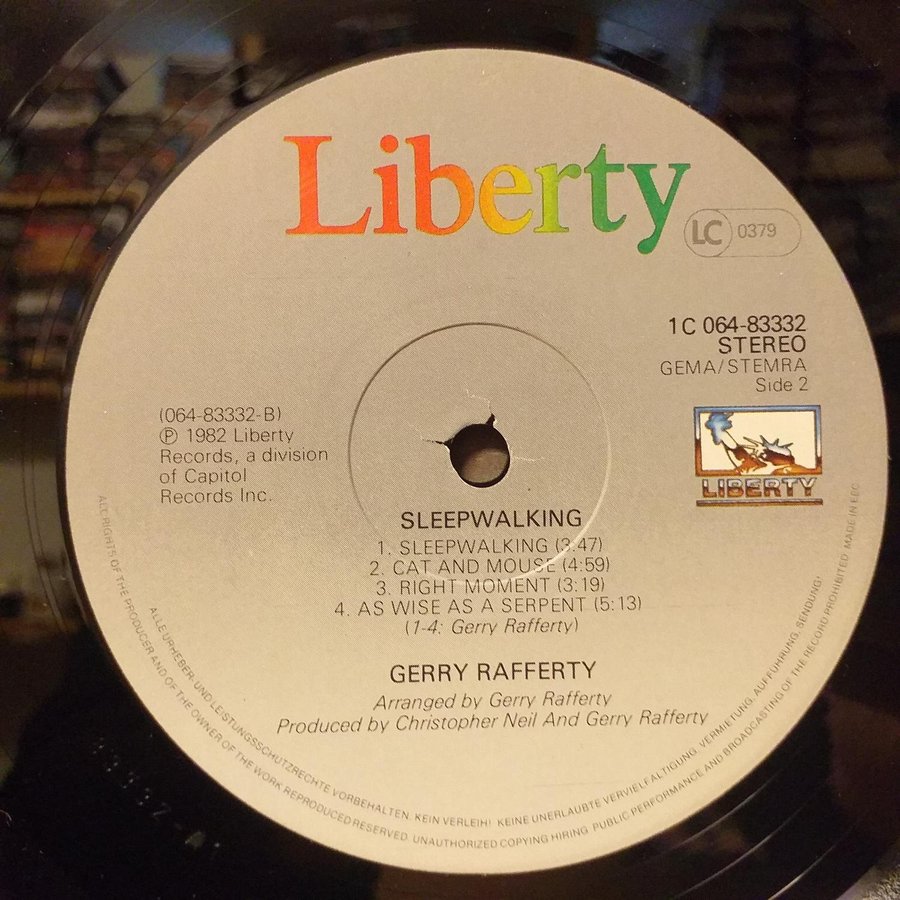 Liberty
LC 0379
1C 064-83332
STEREO
GEMA/STEMRA
Side 2
LIBERTY
(064-83332-B)
℗ 1982 Liberty
Records, a division
of Capitol
Records Inc.
SLEEPWALKING
1. SLEEPWALKING (3:47)
2. CAT AND MOUSE (4:59)
3. RIGHT MOMENT (3:19)
4. AS WISE AS A SERPENT (5:13)
(1-4: Gerry Rafferty)
GERRY RAFFERTY
Arranged by Gerry Rafferty
Produced by Christopher Neil And Gerry Rafferty
ALLE URHEBER- UND LEISTUNGSSCHUTZRECHTE VORBEHALTEN. KEIN VERLEIH! KEINE UNERLAUBTE VERVIELFALTIGUNG, VERMIETUNG, AUFFUHRUNG, SENDUNG!
ALL RIGHTS OF THE PRODUCER AND OF THE OWNER OF THE WORK REPRODUCED RESERVED. UNAUTHORIZED COPYING HIRING PUBLIC PERFORMANCE AND BROADCASTING OF THE RECORD PROHIBITED. MADE IN EEC